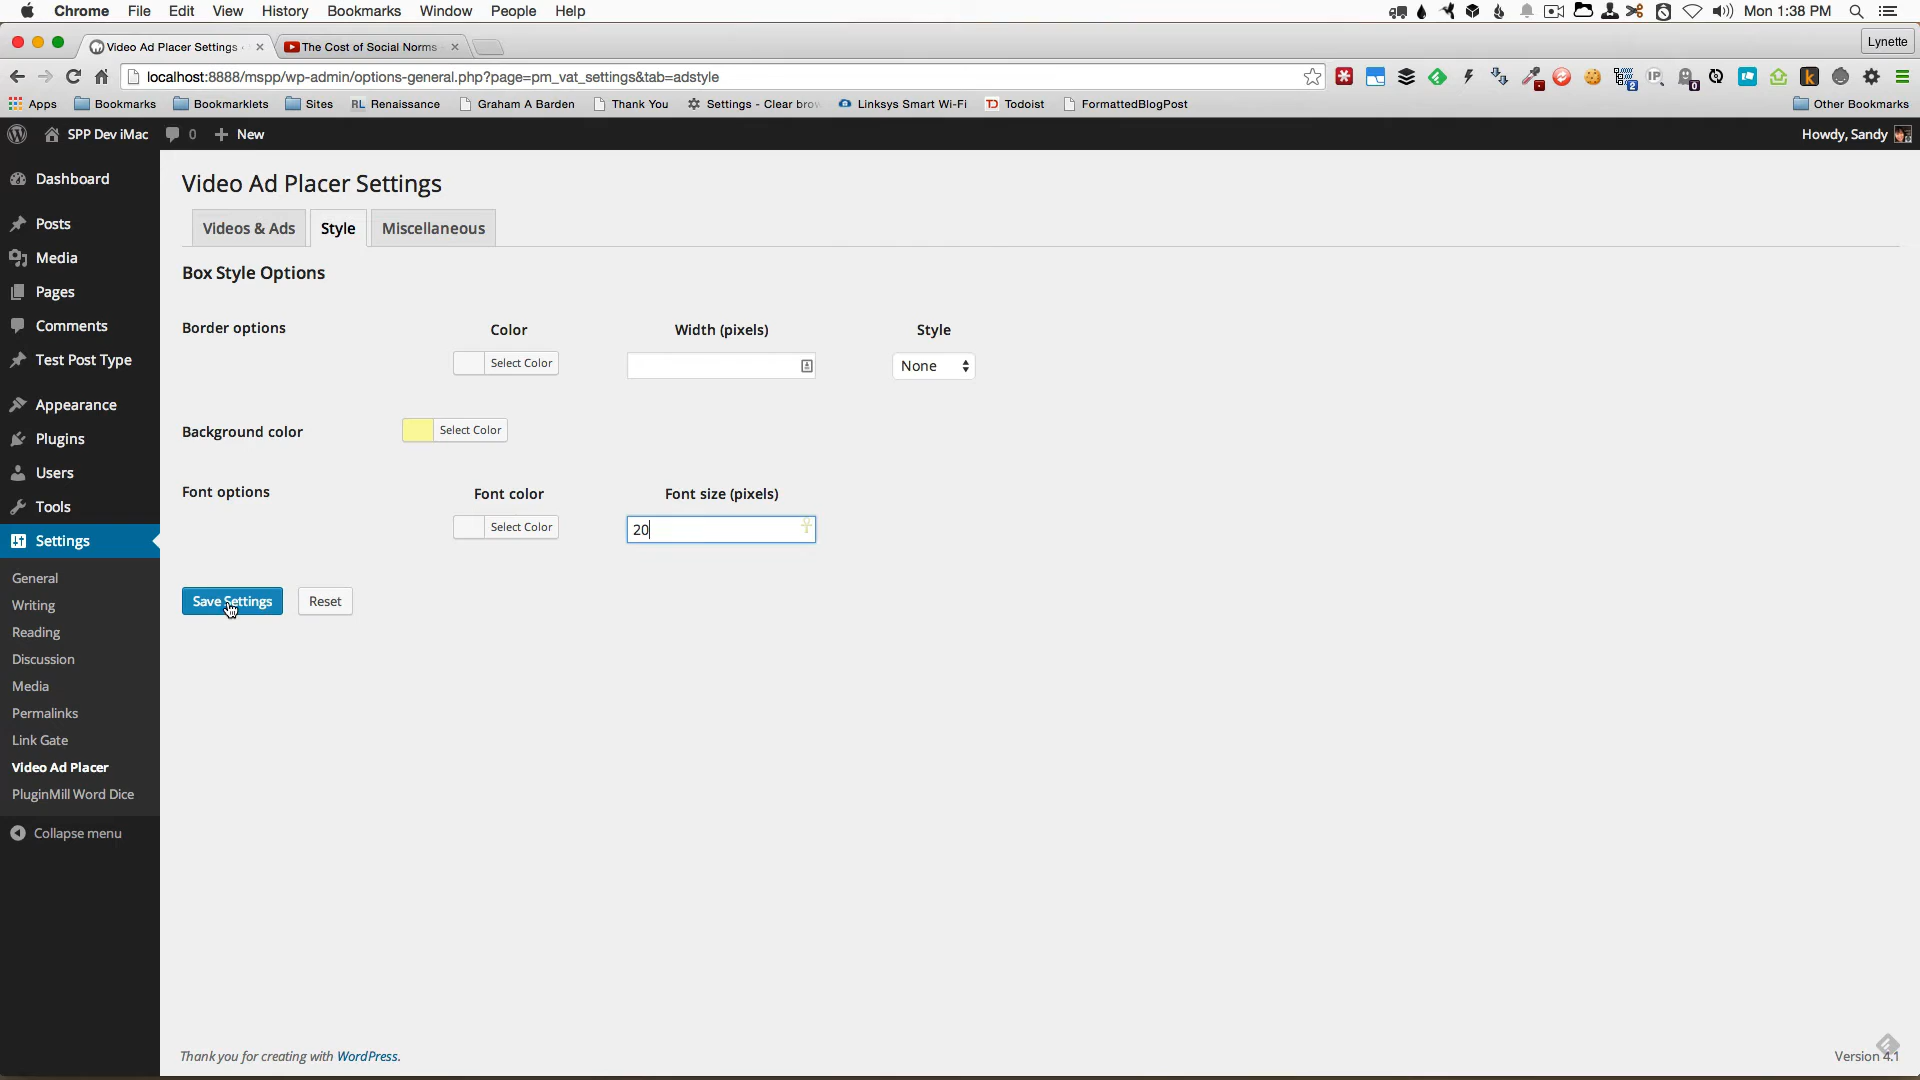 Chrome File Edit View History Bookmarks Window People Help Mon 1:38 PM
Video Ad Placer Settings The Cost of Social Norms Lynette
localhost:8888/mspp/wp-admin/options-general.php?page=pm_vat_settings&tab=adstyle
Apps Bookmarks Bookmarklets Sites RL Renaissance Graham A Barden Thank You Settings - Clear brow Linksys Smart Wi-Fi TD Todoist FormattedBlogPost Other Bookmarks
SPP Dev iMac 0 + New Howdy, Sandy
Dashboard
Posts
Media
Pages
Comments
Test Post Type
Appearance
Plugins
Users
Tools
Settings
General
Writing
Reading
Discussion
Media
Permalinks
Link Gate
Video Ad Placer
PluginMill Word Dice
Collapse menu
Video Ad Placer Settings
Videos & Ads Style Miscellaneous
Box Style Options
Border options Color Width (pixels) Style
Select Color None
Background color Select Color
Font options Font color Font size (pixels)
Select Color 20
Save Settings Reset
Thank you for creating with WordPress. Version 4.1